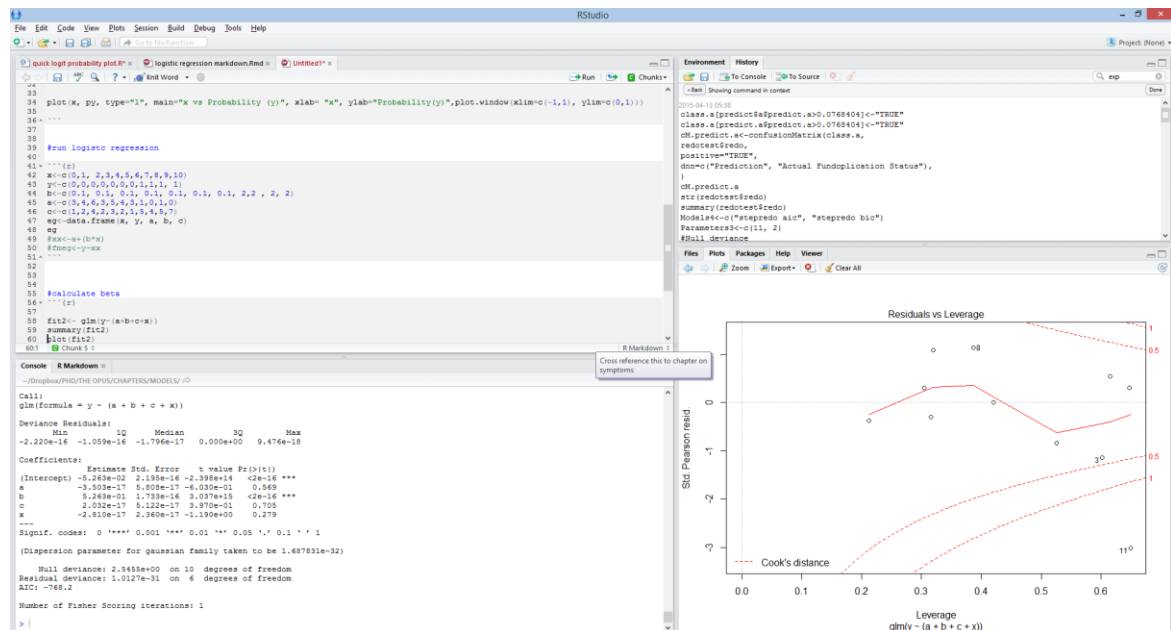 RStudio
File Edit Code View Plots Session Build Debug Tools Help
Go to file/function
Project: (None)
quick logit probability plot.R* × logistic regression markdown.Rmd × Untitled1* ×
Knit Word Run Chunks
33
34 plot(x, py, type="l", main="x vs Probability (y)", xlab= "x", ylab="Probability(y)",plot.window(xlim=c(-1,1), ylim=c(0,1)))
35
36 ```
37
38
39 #run logistc regression
40
41 ```{r}
42 x<-c(0,1, 2,3,4,5,6,7,8,9,10)
43 y<-c(0,0,0,0,0,0,0,1,1,1, 1)
44 b<-c(0.1, 0.1, 0.1, 0.1, 0.1, 0.1, 0.1, 2,2 , 2, 2)
45 a<-c(3,4,6,3,5,4,3,1,0,1,0)
46 c<-c(1,2,4,2,3,2,1,5,4,5,7)
47 eg<-data.frame(x, y, a, b, c)
48 eg
49 #xx<-a+(b*x)
50 #fmeg<-y~xx
51 ```
52
53
54
55 #calculate beta
56 ```{r}
57
58 fit2<- glm(y~(a+b+c+x))
59 summary(fit2)
60 plot(fit2)
60:1 Chunk 5 R Markdown
Cross reference this to chapter on
symptoms
Console R Markdown ×
~/Dropbox/PHD/THE OPUS/CHAPTERS/MODELS/
Call:
glm(formula = y ~ (a + b + c + x))
Deviance Residuals:
Min 1Q Median 3Q Max
-2.220e-16 -1.059e-16 -1.796e-17 0.000e+00 9.476e-18
Coefficients:
Estimate Std. Error t value Pr(>|t|)
(Intercept) -5.263e-02 2.195e-16 -2.398e+14 <2e-16 ***
a -3.503e-17 5.808e-17 -6.030e-01 0.569
b 5.263e-01 1.733e-16 3.037e+15 <2e-16 ***
c 2.032e-17 5.122e-17 3.970e-01 0.705
x -2.810e-17 2.360e-17 -1.190e+00 0.279
---
Signif. codes: 0 '***' 0.001 '**' 0.01 '*' 0.05 '.' 0.1 ' ' 1
(Dispersion parameter for gaussian family taken to be 1.687831e-32)
Null deviance: 2.5455e+00 on 10 degrees of freedom
Residual deviance: 1.0127e-31 on 6 degrees of freedom
AIC: -768.2
Number of Fisher Scoring iterations: 1
>
Environment History
To Console To Source exp
Back Showing command in context Done
2015-04-13 05:38
class.a[predict$a$predict.a>0.0768404]<-"TRUE"
class.a[predict$a$predict.a>0.0768404]<-"TRUE"
cM.predict.a<-confusionMatrix(class.a,
redotest$redo,
positive="TRUE",
dnn=c("Prediction", "Actual Fundoplication Status"),
)
cM.predict.a
str(redotest$redo)
summary(redotest$redo)
Models4<-c("stepredo aic", "stepredo bic")
Parameters3<-c(11, 2)
#Null deviance
Files Plots Packages Help Viewer
Zoom Export Clear All
Residuals vs Leverage
Std. Pearson resid.
1
0
-1
-2
-3
8
3
11
1
0.5
0.5
1
Cook's distance
0.0 0.1 0.2 0.3 0.4 0.5 0.6
Leverage
glm(y ~ (a + b + c + x))